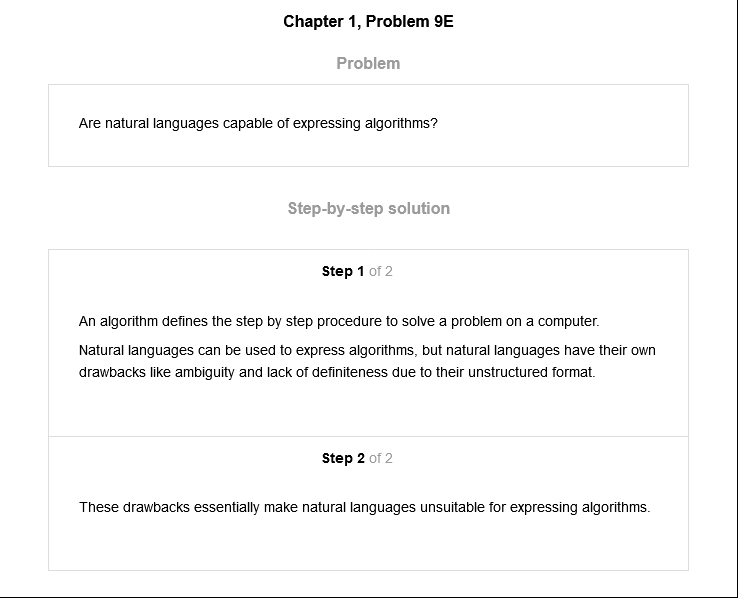 Chapter 1, Problem 9E
Problem
Are natural languages capable of expressing algorithms?
Step-by-step solution
Step 1 of 2
An algorithm defines the step by step procedure to solve a problem on a computer.
Natural languages can be used to express algorithms, but natural languages have their own
drawbacks like ambiguity and lack of definiteness due to their unstructured format.
Step 2 of 2
These drawbacks essentially make natural languages unsuitable for expressing algorithms.